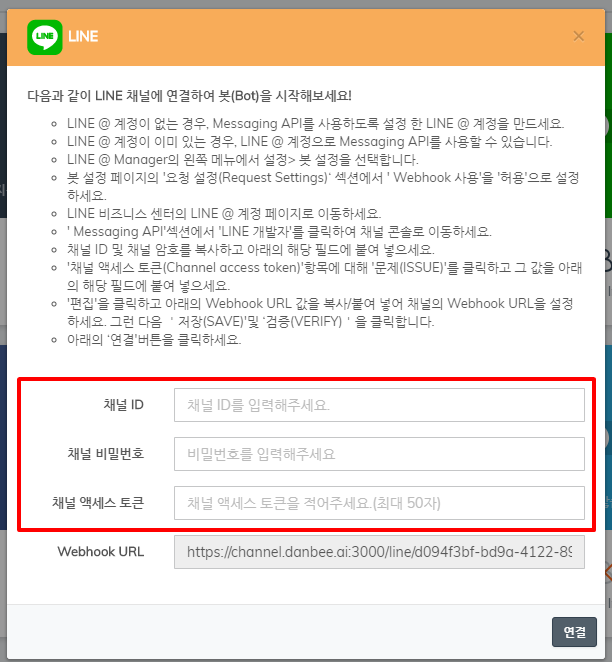 LINE
LINE
×
다음과 같이 LINE 채널에 연결하여 봇(Bot)을 시작해보세요!
LINE @ 계정이 없는 경우, Messaging API를 사용하도록 설정 한 LINE @ 계정을 만드세요.
LINE @ 계정이 이미 있는 경우, LINE @ 계정으로 Messaging API를 사용할 수 있습니다.
LINE @ Manager의 왼쪽 메뉴에서 설정> 봇 설정을 선택합니다.
봇 설정 페이지의 '요청 설정(Request Settings)‘ 섹션에서 ' Webhook 사용'을 '허용'으로 설정
하세요.
LINE 비즈니스 센터의 LINE @ 계정 페이지로 이동하세요.
' Messaging API'섹션에서 'LINE 개발자'를 클릭하여 채널 콘솔로 이동하세요.
채널 ID 및 채널 암호를 복사하고 아래의 해당 필드에 붙여 넣으세요.
'채널 액세스 토큰(Channel access token)'항목에 대해 '문제(ISSUE)'를 클릭하고 그 값을 아래
의 해당 필드에 붙여 넣으세요.
'편집'을 클릭하고 아래의 Webhook URL 값을 복사/붙여 넣어 채널의 Webhook URL을 설정
하세요. 그런 다음 ‘ 저장(SAVE)'및 ‘검증(VERIFY) ‘ 을 클릭합니다.
아래의 ‘연결'버튼을 클릭하세요.
채널 ID
채널 ID를 입력해주세요.
채널 비밀번호
비밀번호를 입력해주세요
채널 액세스 토큰
채널 액세스 토큰을 적어주세요.(최대 50자)
Webhook URL
https://channel.danbee.ai:3000/line/d094f3bf-bd9a-4122-89
연결